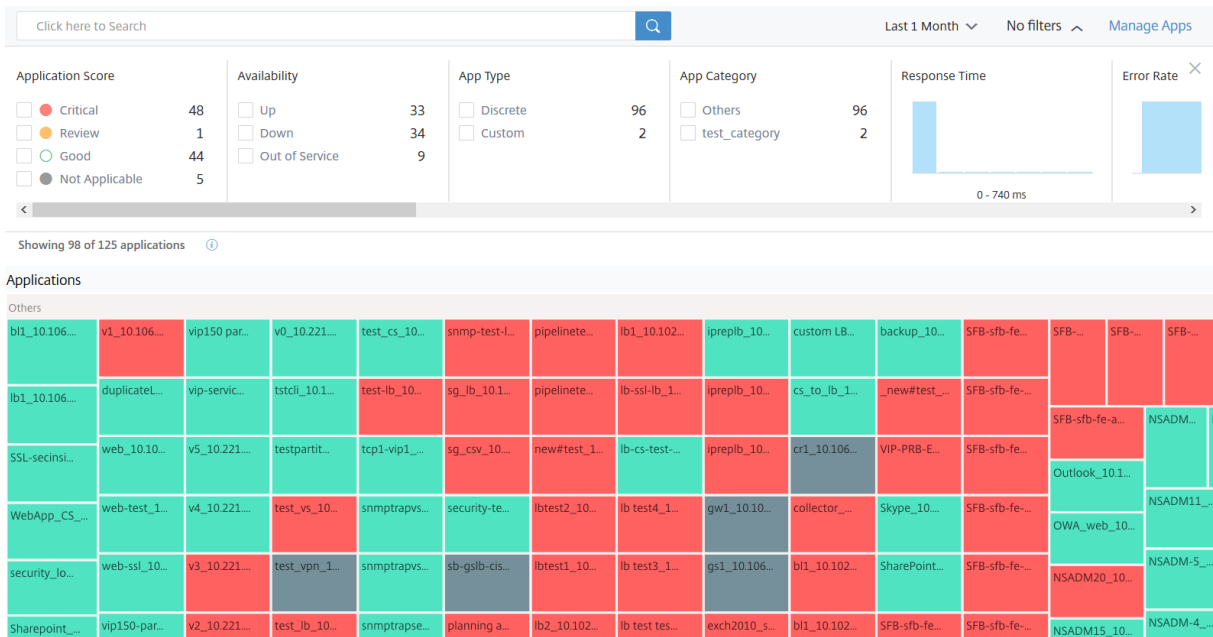 Click here to Search
Last 1 Month
No filters
Manage Apps
Application Score
Critical 48
Review 1
Good 44
Not Applicable 5
Availability
Up 33
Down 34
Out of Service 9
App Type
Discrete 96
Custom 2
App Category
Others 96
test_category 2
Response Time
0 - 740 ms
Error Rate
Showing 98 of 125 applications
Applications
Others
bl1_10.106.... v1_10.106.... vip150 par... v0_10.221.... test_cs_10... snmp-test-l... pipelinete... lb1_10.102... ipreplb_10... custom LB... backup_10... SFB-sfb-fe... SFB-... SFB-... SFB-...
lb1_10.106.... duplicateL... vip-servic... tstcli_10.1... test-lb_10... sg_lb_10.1... pipelinete... lb-ssl-lb_1... ipreplb_10... cs_to_lb_1... _new#test_... SFB-sfb-fe-...
SFB-sfb-fe-a... NSADM...
SSL-secinsi... web_10.10... v5_10.221.... testpartit... tcp1-vip1_... sg_csv_10.... new#test_1... lb-cs-test-... ipreplb_10... cr1_10.106... VIP-PRB-E... SFB-sfb-fe...
Outlook_10.1...
WebApp_CS_... web-test_1... v4_10.221.... test_vs_10... snmptrapvs... security-te... lbtest2_10... lb test4_1... gw1_10.10... collector_... Skype_10.... SFB-sfb-fe-... NSADM11_...
OWA_web_10...
security_lo... web-ssl_10... v3_10.221.... test_vpn_1... snmptrapvs... sb-gslb-cis... lbtest1_10... lb test3_1... gs1_10.106... bl1_10.102... SharePoint... SFB-sfb-fe-... NSADM-5_...
NSADM20_10...
Sharepoint_... vip150-par... v2_10.221.... test_lb_10... snmptrapse... planning a... lb2_10.102... lb test tes... exch2010_s... bl1_10.102... SFB-sfb-fe... SFB-sfb-fe-... NSADM15_10... NSADM-4_...